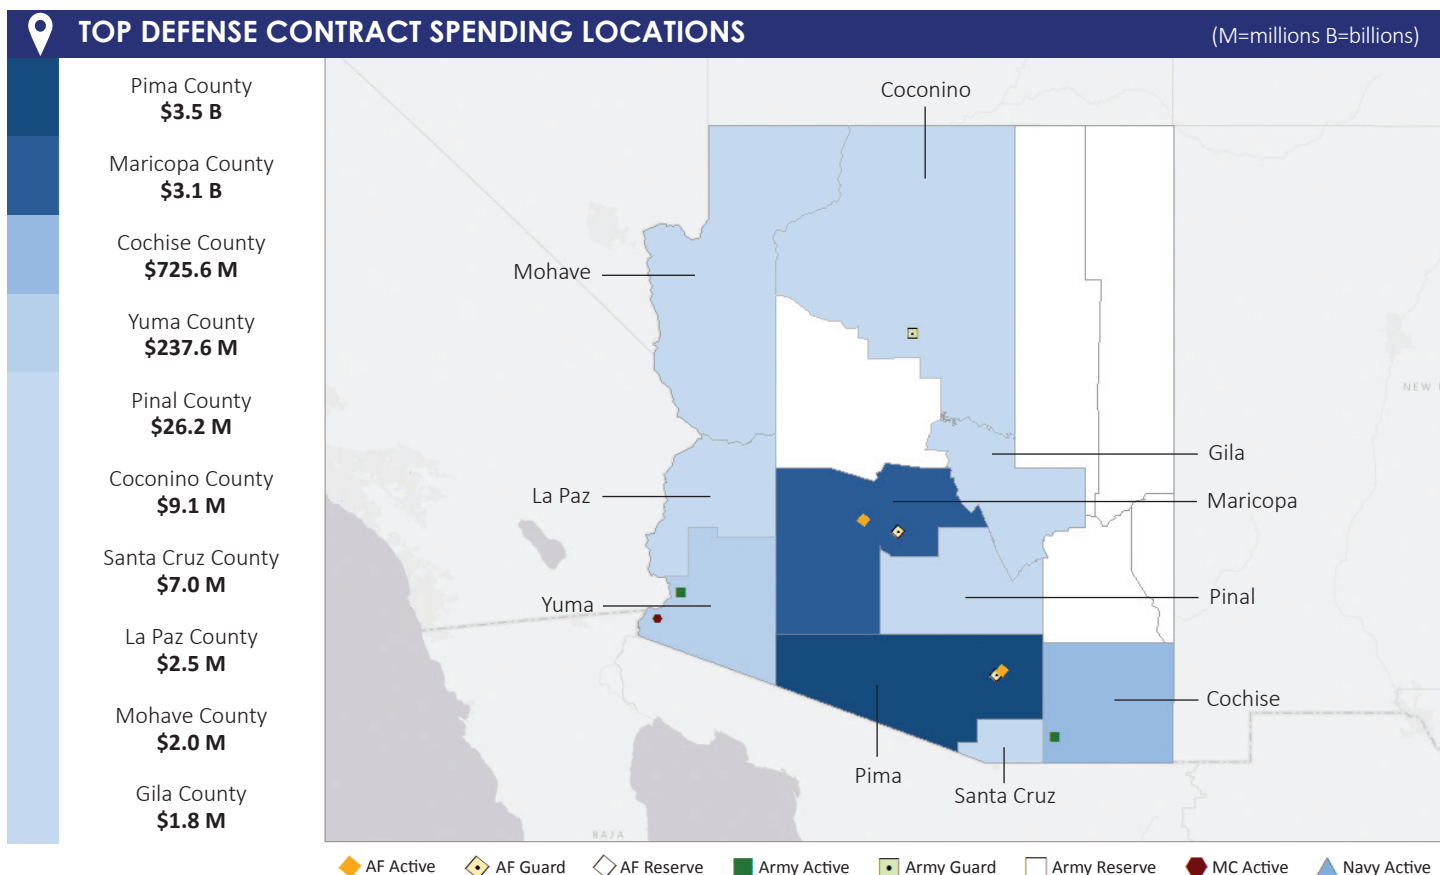 TOP DEFENSE CONTRACT SPENDING LOCATIONS
(M=millions B=billions)
Pima County
$3.5 B
Maricopa County
$3.1 B
Cochise County
$725.6 M
Yuma County
$237.6 M
Pinal County
$26.2 M
Coconino County
$9.1 M
Santa Cruz County
$7.0 M
La Paz County
$2.5 M
Mohave County
$2.0 M
Gila County
$1.8 M
Coconino
Mohave
NEW
Gila
La Paz
Maricopa
Yuma
Pinal
Cochise
Pima
Santa Cruz
BAJA
AF Active
AF Guard
AF Reserve
Army Active
Army Guard
Army Reserve
MC Active
Navy Active